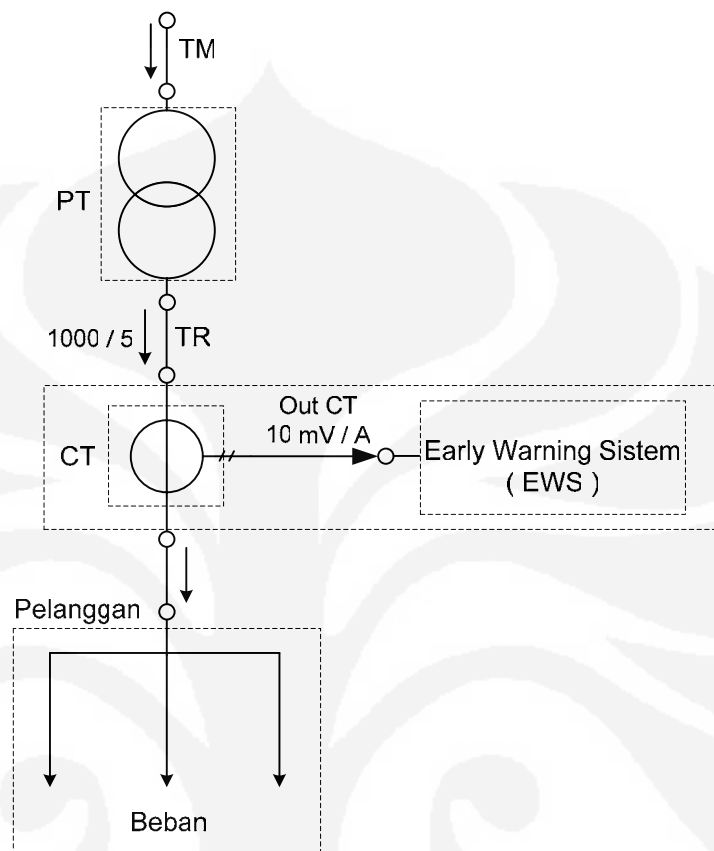 TM
PT
1000 / 5
TR
Out CT
10 mV / A
CT
Early Warning Sistem
( EWS )
Pelanggan
Beban